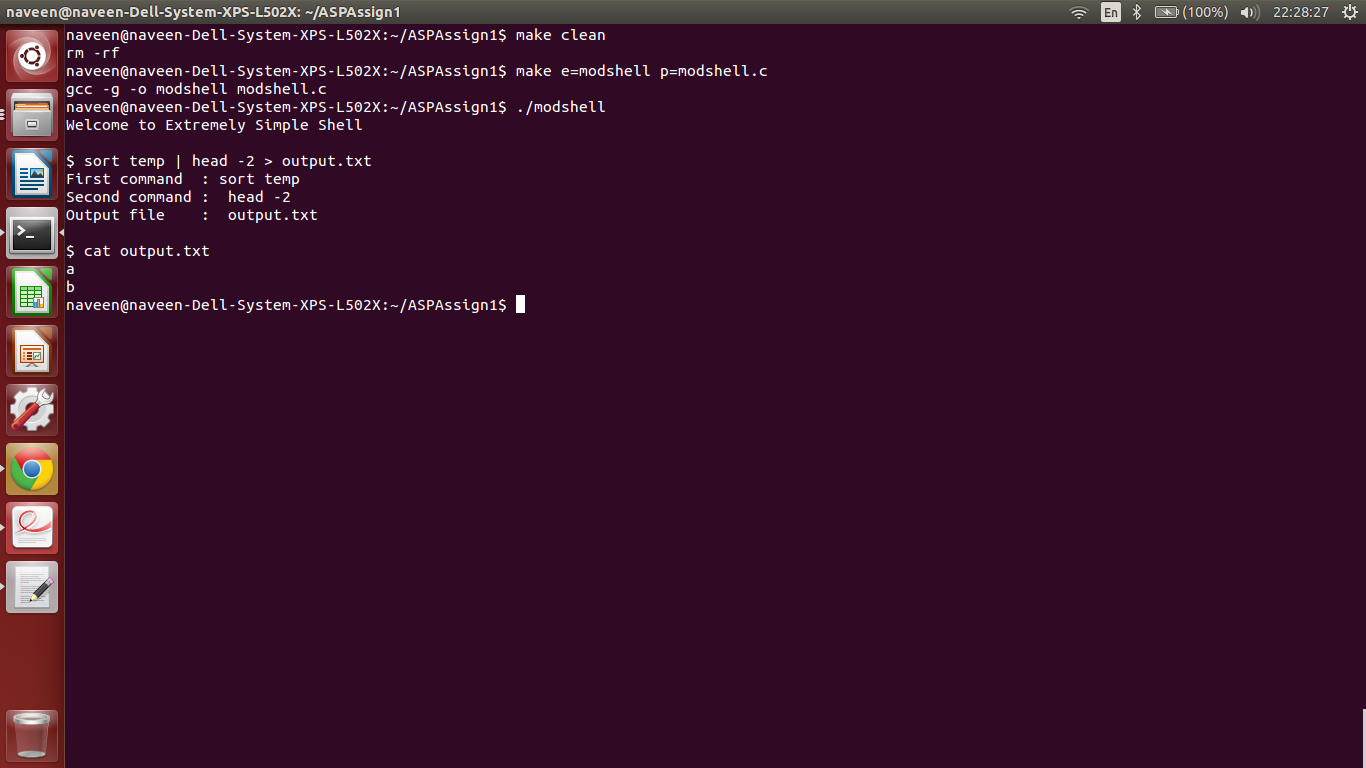 naveen@naveen-Dell-System-XPS-L502X: ~/ASPAssign1 En (100%) 22:28:27
naveen@naveen-Dell-System-XPS-L502X:~/ASPAssign1$ make clean
rm -rf
naveen@naveen-Dell-System-XPS-L502X:~/ASPAssign1$ make e=modshell p=modshell.c
gcc -g -o modshell modshell.c
naveen@naveen-Dell-System-XPS-L502X:~/ASPAssign1$ ./modshell
Welcome to Extremely Simple Shell
$ sort temp | head -2 > output.txt
First command  : sort temp
Second command :  head -2
Output file    :  output.txt
$ cat output.txt
a
b
naveen@naveen-Dell-System-XPS-L502X:~/ASPAssign1$